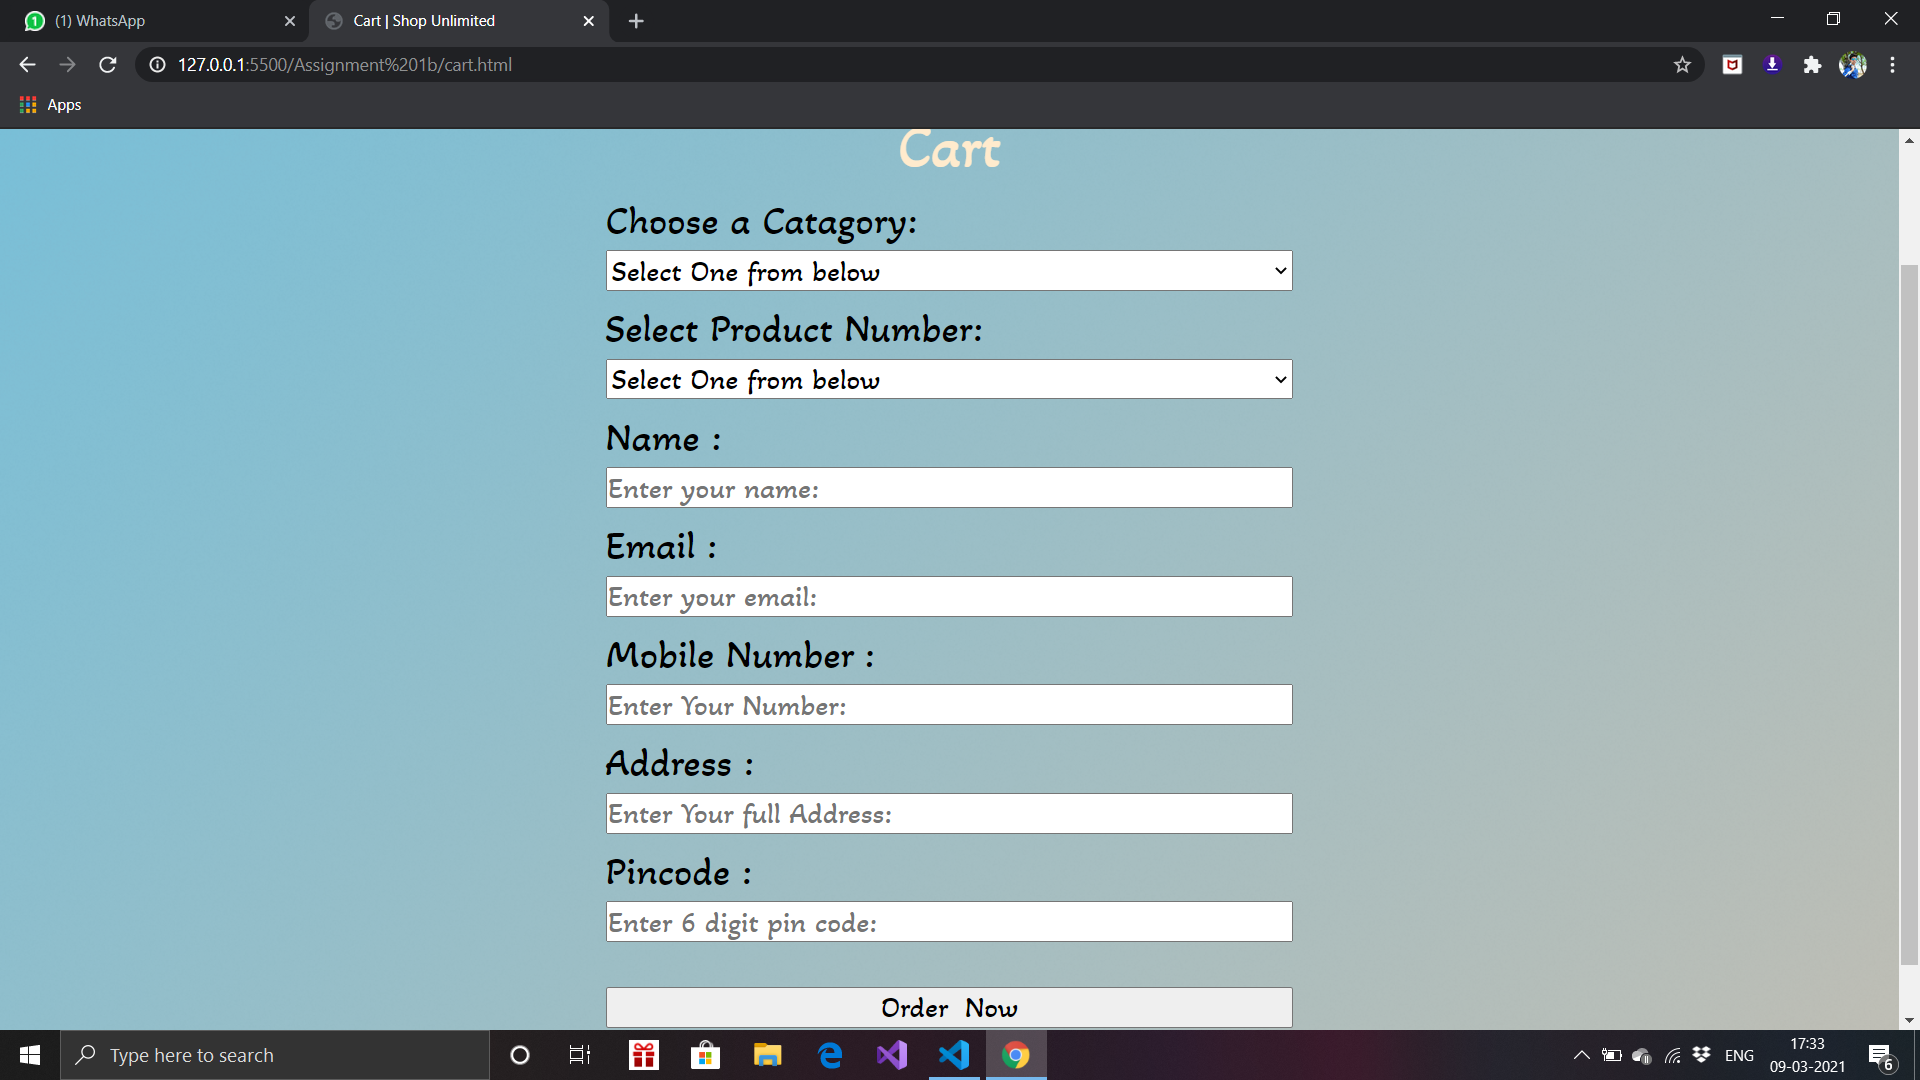 (1) WhatsApp
Cart | Shop Unlimited
127.0.0.1:5500/Assignment%201b/cart.html
Apps
Cart
Choose a Catagory:
Select One from below
Select Product Number:
Select One from below
Name :
Enter your name:
Email :
Enter your email:
Mobile Number :
Enter Your Number:
Address :
Enter Your full Address:
Pincode :
Enter 6 digit pin code:
Order Now
Type here to search
ENG
17:33
09-03-2021
6